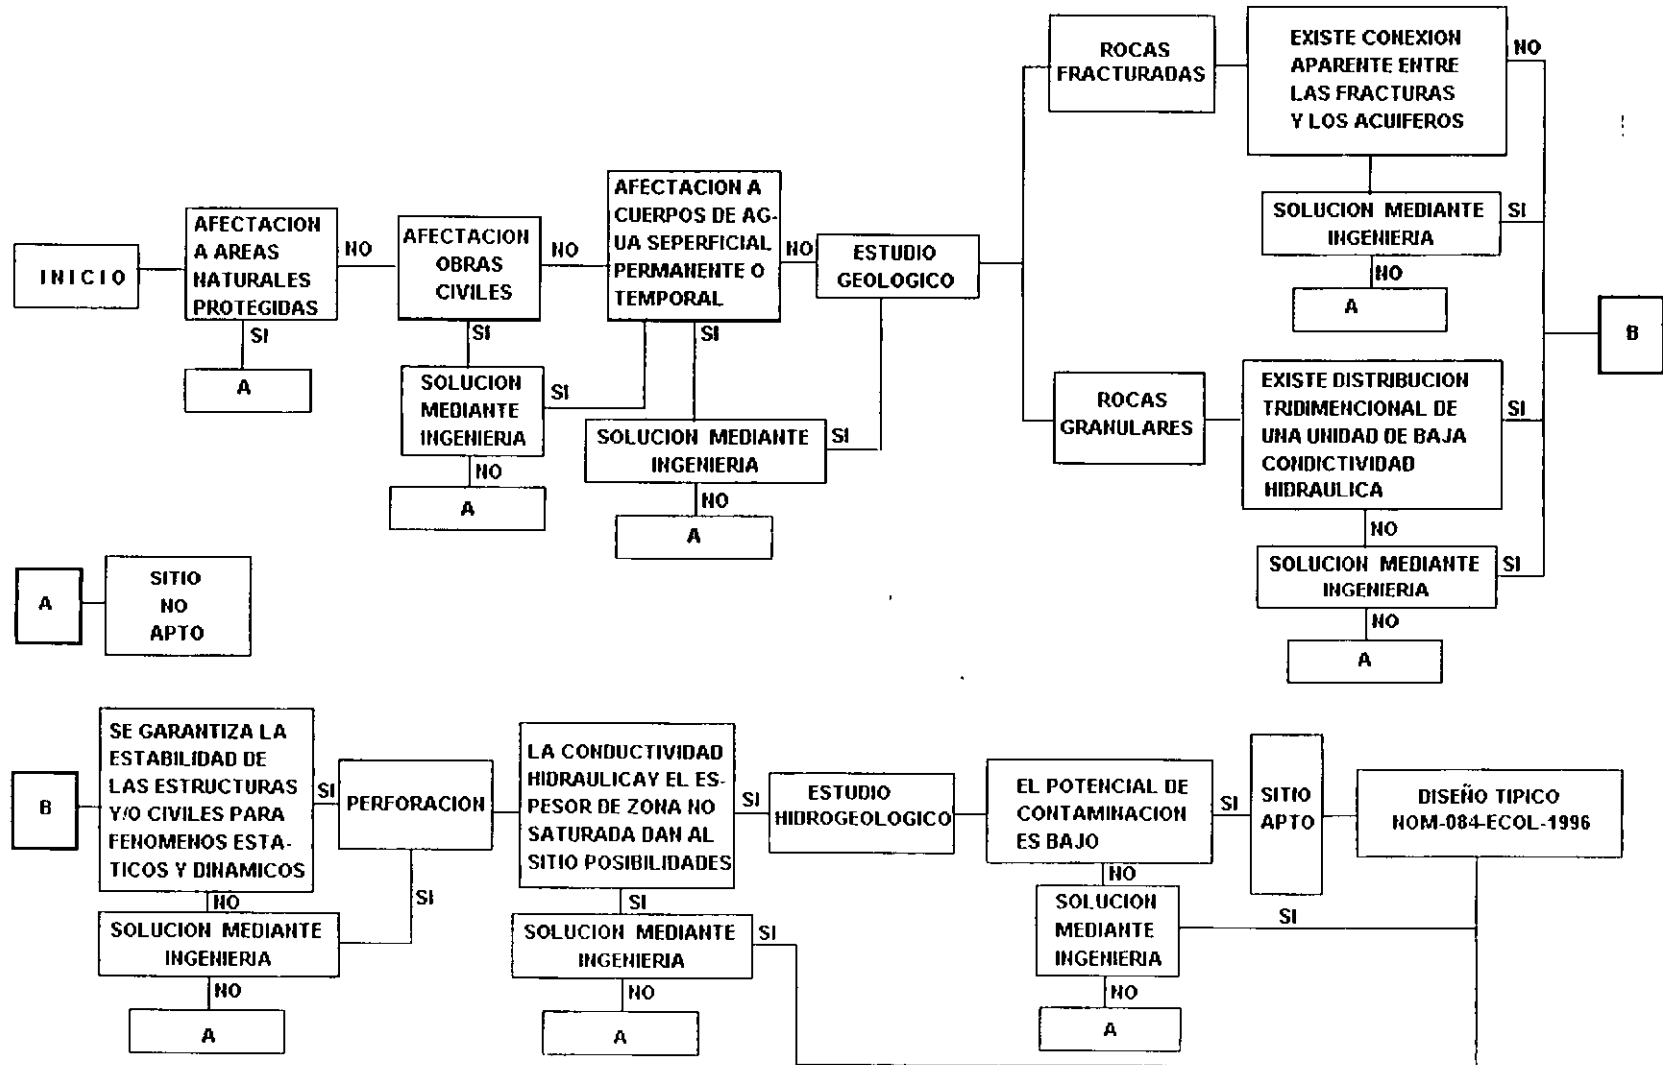 INICIO
AFECTACION
A AREAS
NATURALES
PROTEGIDAS
SI
A
NO
AFECTACION
OBRAS
CIVILES
SI
SOLUCION
MEDIANTE
INGENIERIA
SI
NO
A
NO
AFECTACION A
CUERPOS DE AG-
UA SEPERFICIAL
PERMANENTE O
TEMPORAL
SI
SOLUCION MEDIANTE
INGENIERIA
SI
NO
A
NO
ESTUDIO
GEOLOGICO
ROCAS
FRACTURADAS
EXISTE CONEXION
APARENTE ENTRE
LAS FRACTURAS
Y LOS ACUIFEROS
NO
SOLUCION MEDIANTE
INGENIERIA
SI
NO
A
ROCAS
GRANULARES
EXISTE DISTRIBUCION
TRIDIMENCIONAL DE
UNA UNIDAD DE BAJA
CONDICTIVIDAD
HIDRAULICA
SI
NO
SOLUCION MEDIANTE
INGENIERIA
SI
NO
A
B
A
SITIO
NO
APTO
B
SE GARANTIZA LA
ESTABILIDAD DE
LAS ESTRUCTURAS
Y/O CIVILES PARA
FENOMENOS ESTA-
TICOS Y DINAMICOS
SI
NO
SOLUCION MEDIANTE
INGENIERIA
SI
NO
A
PERFORACION
LA CONDUCTIVIDAD
HIDRAULICAY EL ES-
PESOR DE ZONA NO
SATURADA DAN AL
SITIO POSIBILIDADES
SI
SI
SOLUCION MEDIANTE
INGENIERIA
SI
NO
A
ESTUDIO
HIDROGEOLOGICO
EL POTENCIAL DE
CONTAMINACION
ES BAJO
SI
NO
SOLUCION
MEDIANTE
INGENIERIA
SI
NO
A
SITIO
APTO
DISEÑO TIPICO
NOM-084-ECOL-1996